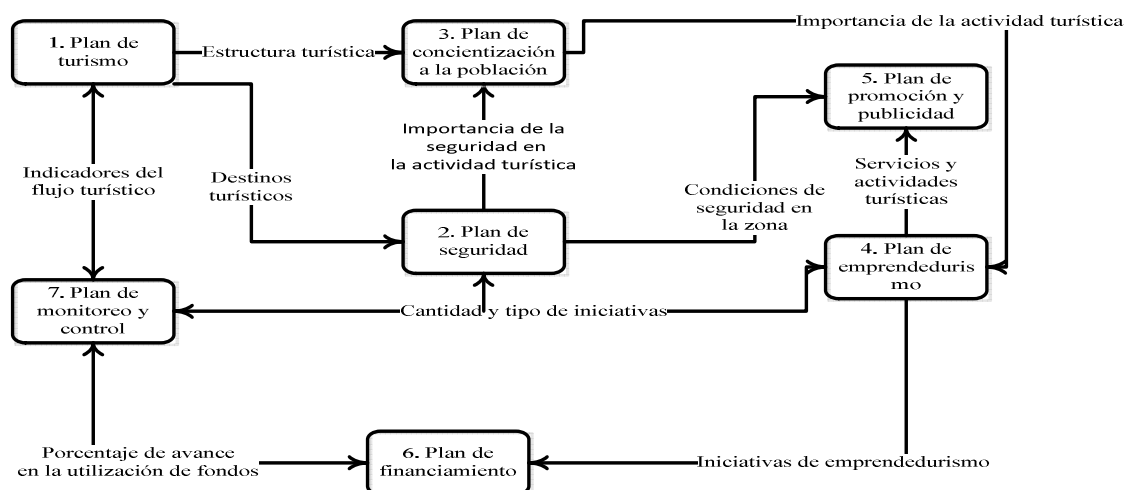 Importancia de la actividad turística
1. Plan de
turismo
Estructura turística
3. Plan de
concientización
a la población
5. Plan de
promoción y
publicidad
Importancia de la
seguridad en
la actividad turística
Indicadores del
flujo turístico
Destinos
turísticos
Condiciones de
seguridad en
la zona
Servicios y
actividades
turísticas
2. Plan de
seguridad
4. Plan de
emprendeduris
mo
7. Plan de
monitoreo y
control
Cantidad y tipo de iniciativas
Porcentaje de avance
en la utilización de fondos
6. Plan de
financiamiento
Iniciativas de emprendedurismo